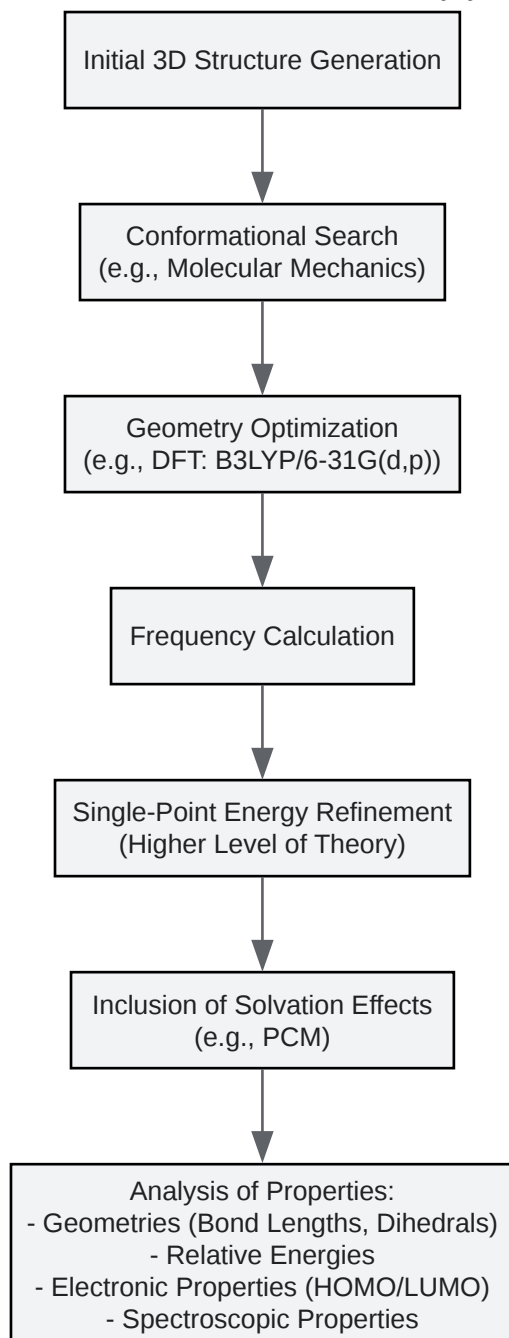 Initial 3D Structure Generation
Conformational Search
(e.g., Molecular Mechanics)
Geometry Optimization
(e.g., DFT: B3LYP/6-31G(d,p))
Frequency Calculation
Single-Point Energy Refinement
(Higher Level of Theory)
Inclusion of Solvation Effects
(e.g., PCM)
Analysis of Properties:
- Geometries (Bond Lengths, Dihedrals)
- Relative Energies
- Electronic Properties (HOMO/LUMO)
- Spectroscopic Properties